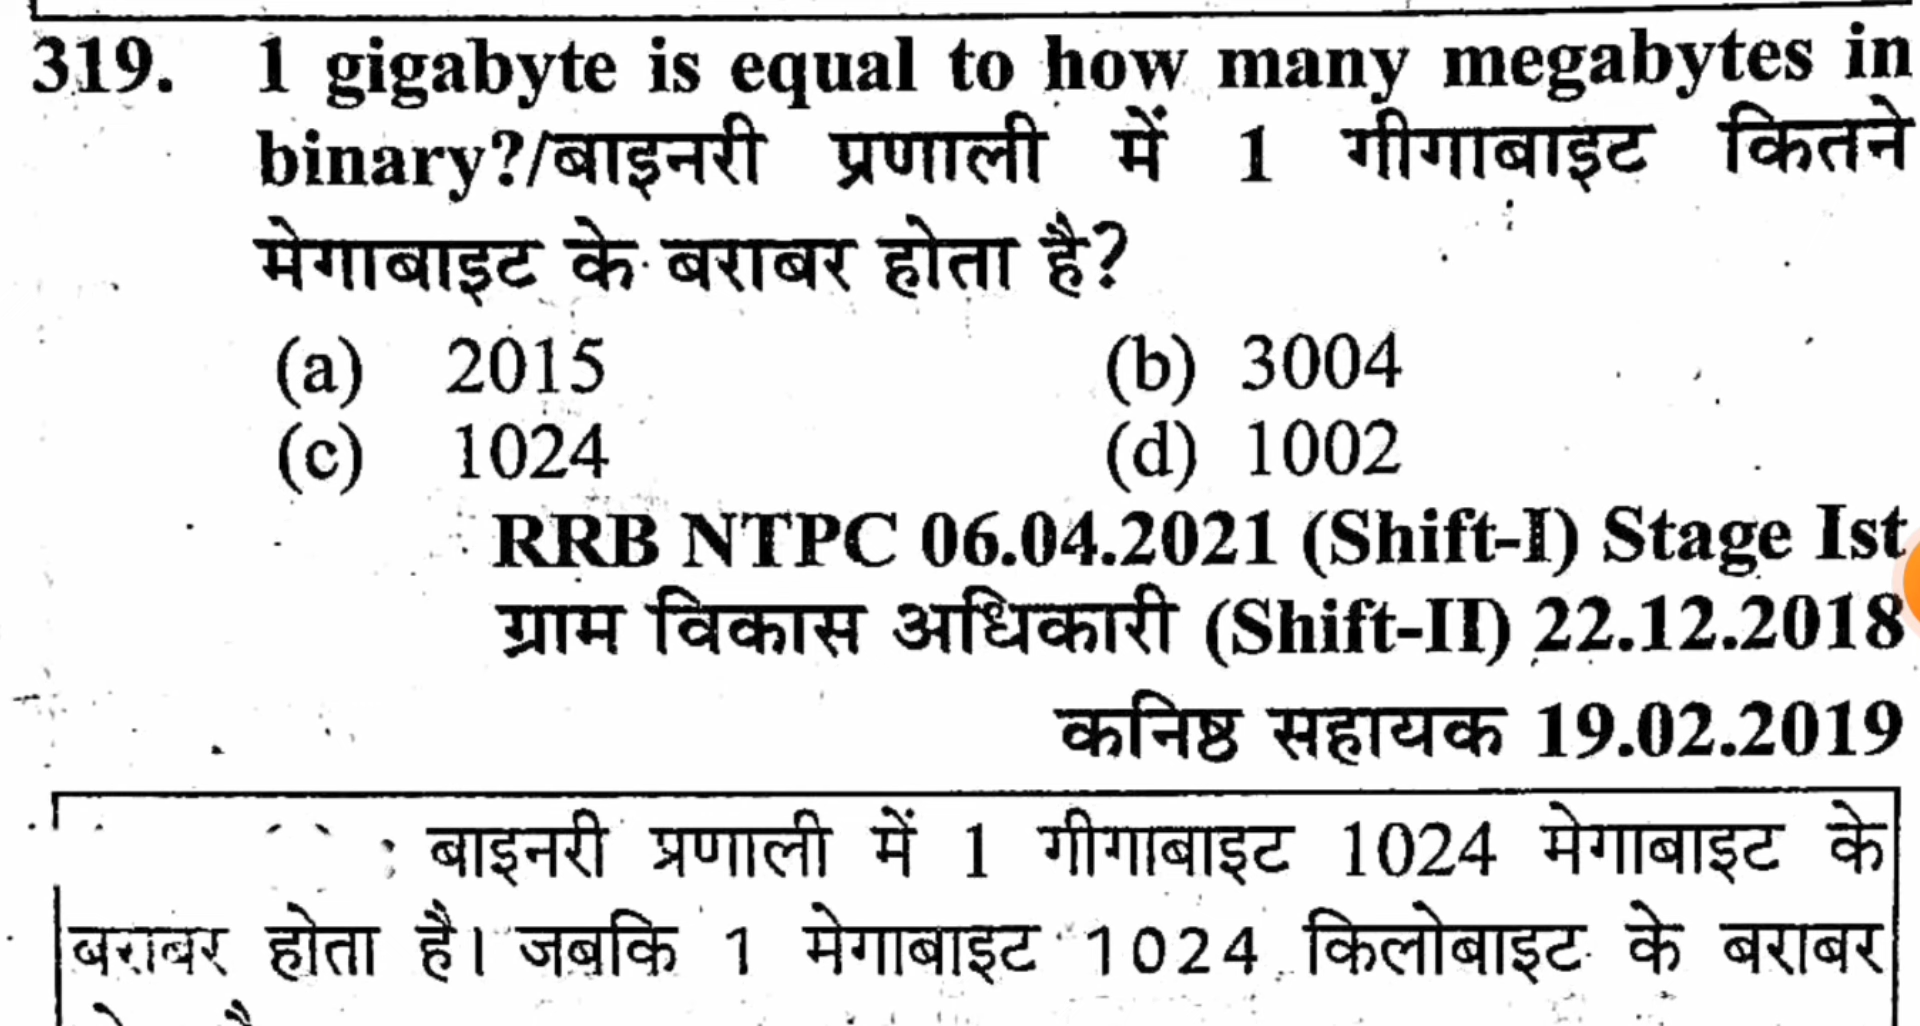 319. 1 gigabyte is equal to how many megabytes in
binary?/बाइनरी प्रणाली में 1 गीगाबाइट कितने
मेगाबाइट के बराबर होता है?
(a) 2015 (b) 3004
(c) 1024 (d) 1002
RRB NTPC 06.04.2021 (Shift-I) Stage Ist
ग्राम विकास अधिकारी (Shift-II) 22.12.2018
कनिष्ठ सहायक 19.02.2019
: बाइनरी प्रणाली में 1 गीगाबाइट 1024 मेगाबाइट के
बराबर होता है। जबकि 1 मेगाबाइट 1024 किलोबाइट के बराबर